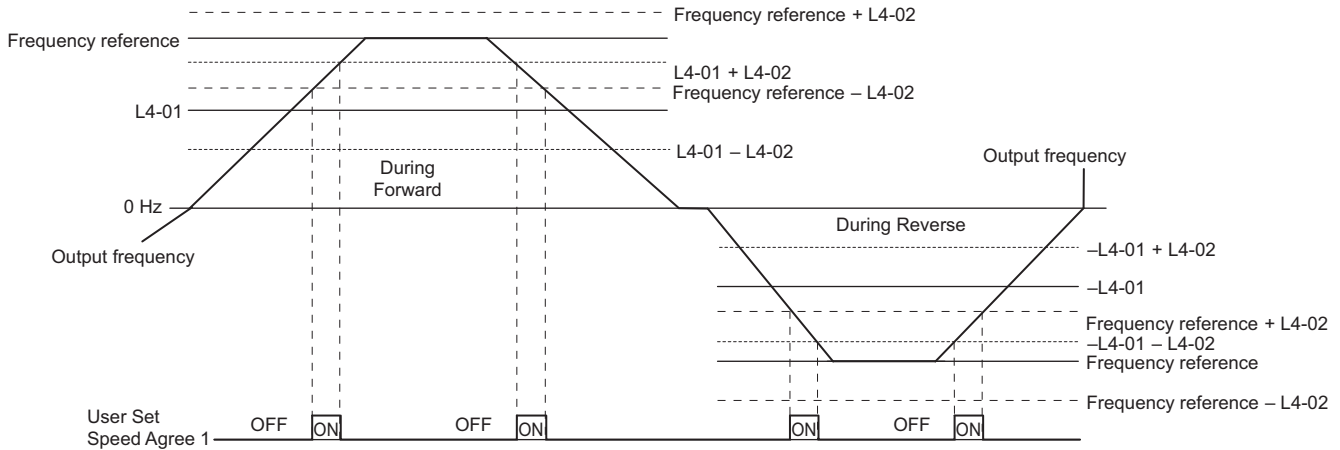 Frequency reference + L4-02
Frequency reference
L4-01 + L4-02
Frequency reference – L4-02
L4-01
L4-01 – L4-02
During
Forward
Output frequency
0 Hz
During Reverse
Output frequency
–L4-01 + L4-02
–L4-01
Frequency reference + L4-02
–L4-01 – L4-02
Frequency reference
Frequency reference – L4-02
User Set
Speed Agree 1
OFF
ON
OFF
ON
ON
OFF
ON